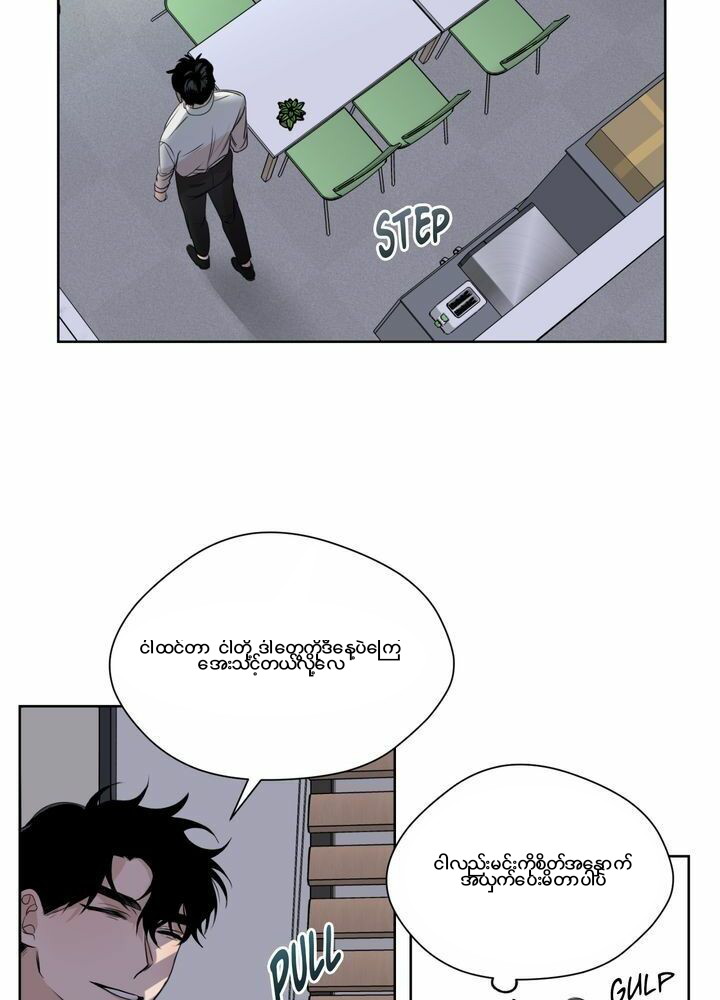 STEP
ငါထင်တာ ငါတို့ ဒါတွေကိုဒီနေ့ပဲကြေ
အေးသင့်တယ်လို့လေ
ငါလည်းမင်းကိုစိတ်အနှောက်
အယှက်ပေးမိတာပါပဲ
PULL
GULP